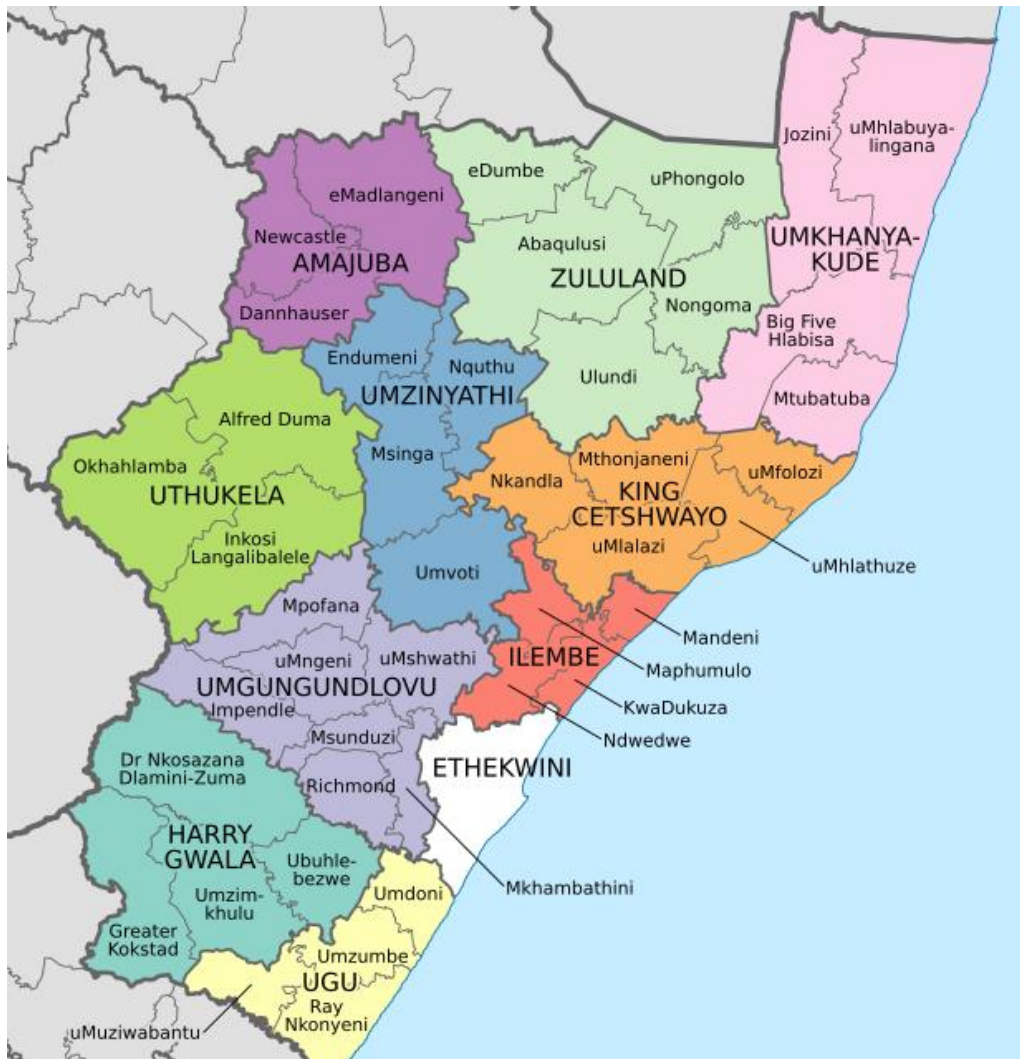 Jozini
uMhlabuya-
lingana
eDumbe
uPhongolo
eMadlangeni
Newcastle
AMAJUBA
Abaqulusi
ZULULAND
UMKHANYA-
KUDE
Dannhauser
Nongoma
Big Five
Hlabisa
Endumeni
Nquthu
UMZINYATHI
Ulundi
Mtubatuba
Alfred Duma
Msinga
Okhahlamba
UTHUKELA
Nkandla
Mthonjaneni
uMfolozi
KING
CETSHWAYO
Inkosi
Langalibalele
uMlalazi
uMhlathuze
Umvoti
Mpofana
Mandeni
uMngeni
uMshwathi
ILEMBE
Maphumulo
UMGUNGUNDLOVU
Impendle
KwaDukuza
Msunduzi
Ndwedwe
Dr Nkosazana
Dlamini-Zuma
ETHEKWINI
Richmond
HARRY
GWALA
Ubuhle-
bezwe
Mkhambathini
Umzim-
khulu
Umdoni
Greater
Kokstad
Umzumbe
UGU
Ray
Nkonyeni
uMuziwabantu